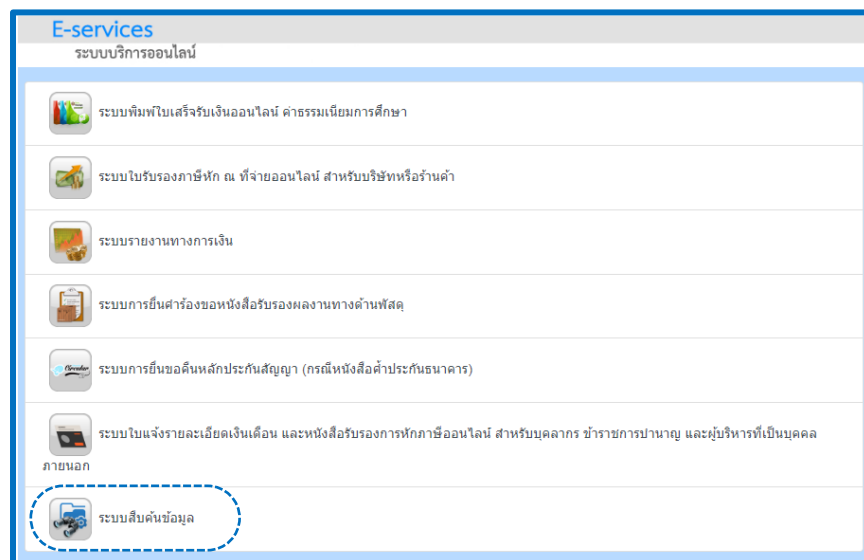 E-services
ระบบบริการออนไลน์
ระบบพิมพ์ใบเสร็จรับเงินออนไลน์ ค่าธรรมเนียมการศึกษา
ระบบใบรับรองภาษีหัก ณ ที่จ่ายออนไลน์ สำหรับบริษัทหรือร้านค้า
ระบบรายงานทางการเงิน
ระบบการยื่นคำร้องขอหนังสือรับรองผลงานทางด้านพัสดุ
Circular
ระบบการยื่นขอคืนหลักประกันสัญญา (กรณีหนังสือค้ำประกันธนาคาร)
ระบบใบแจ้งรายละเอียดเงินเดือน และหนังสือรับรองการหักภาษีออนไลน์ สำหรับบุคลากร ข้าราชการบำนาญ และผู้บริหารที่เป็นบุคคล
ภายนอก
ระบบสืบค้นข้อมูล